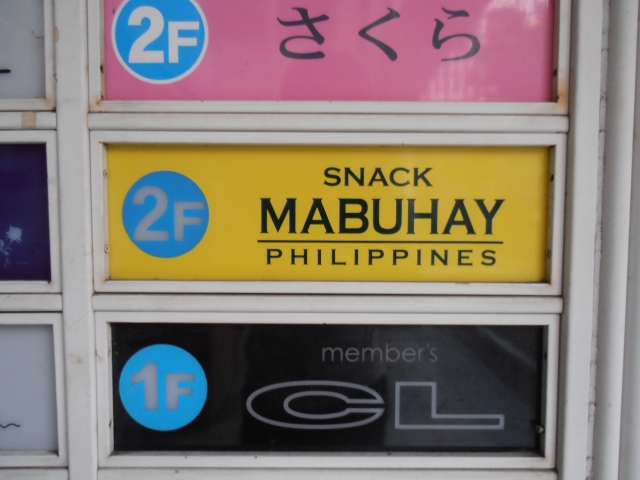 2F さくら
2F
SNACK
MABUHAY
PHILIPPINES
1F
member's
CL